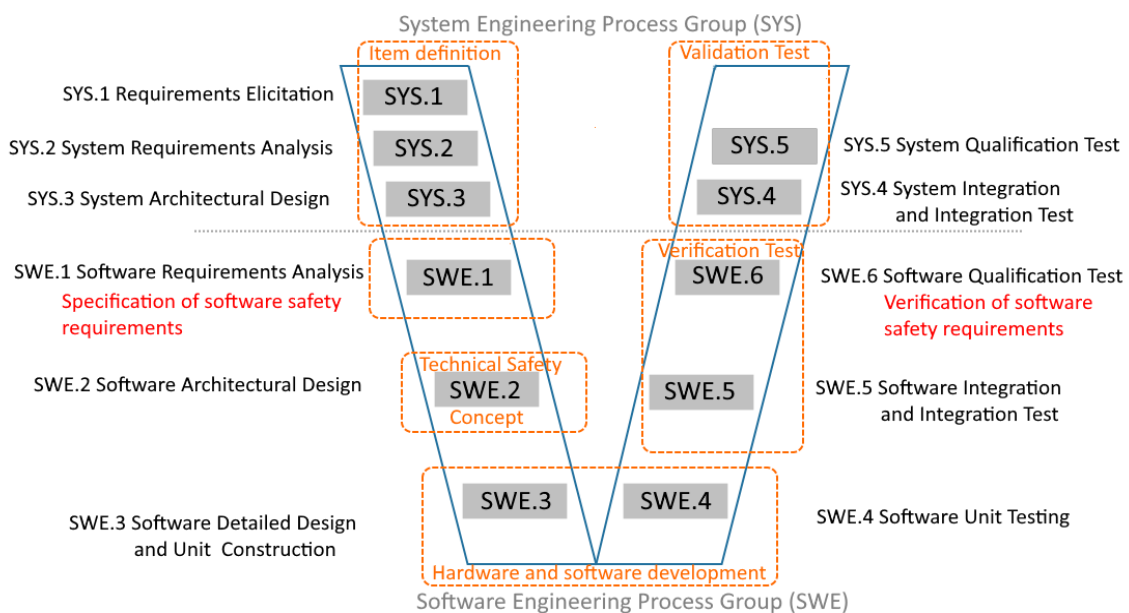 System Engineering Process Group (SYS)
Item definition
Validation Test
SYS.1 Requirements Elicitation
SYS.1
SYS.2 System Requirements Analysis
SYS.2
SYS.5
SYS.5 System Qualification Test
SYS.3 System Architectural Design
SYS.3
SYS.4
SYS.4 System Integration
and Integration Test
Verification Test
SWE.1 Software Requirements Analysis
Specification of software safety
requirements
SWE.1
SWE.6
SWE.6 Software Qualification Test
Verification of software
safety requirements
Technical Safety
SWE.2 Software Architectural Design
SWE.2
Concept
SWE.5
SWE.5 Software Integration
and Integration Test
SWE.3 Software Detailed Design
and Unit Construction
SWE.3
SWE.4
SWE.4 Software Unit Testing
Hardware and software development
Software Engineering Process Group (SWE)